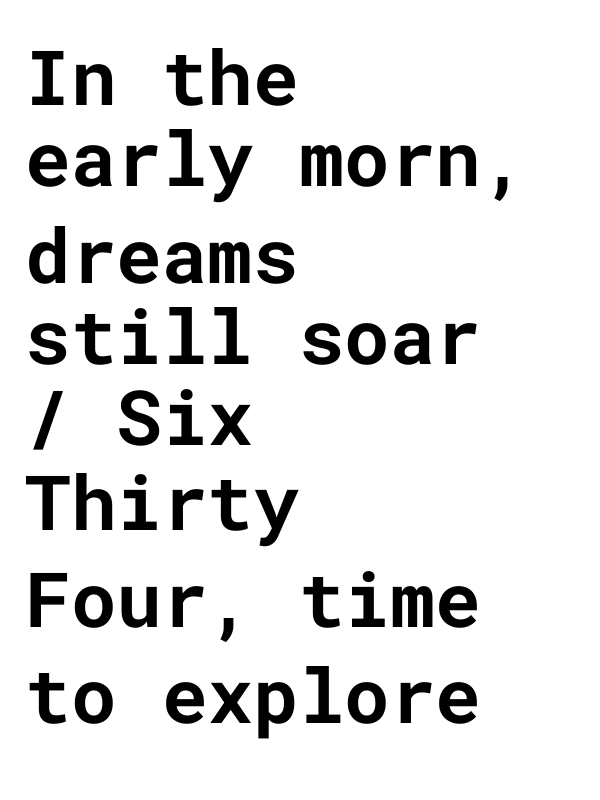 In the
early morn,
dreams
still soar
/ Six
Thirty
Four, time
to explore